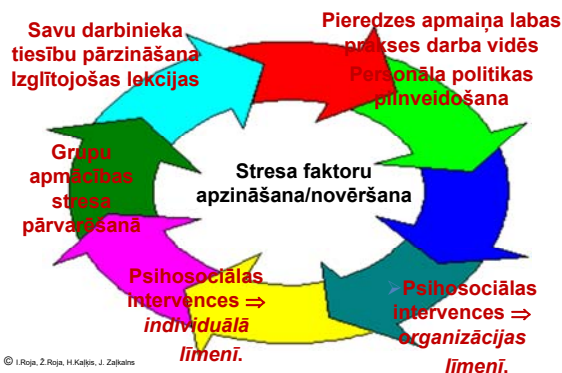 Savu darbinieka
tiesību pārzināšana
Izglītojošas lekcijas
Pieredzes apmaiņa labas
prakses darba vidēs
Personāla politikas
pilnveidošana
Grupu
apmācības
stresa
pārvarēšanā
Stresa faktoru
apzināšana/novēršana
Psihosociālas
intervences ⇒
individuālā
līmenī.
➢Psihosociālas
intervences ⇒
organizācijas
līmenī.
© I.Roja, Ž.Roja, H.Kaļķis, J. Zaļkalns